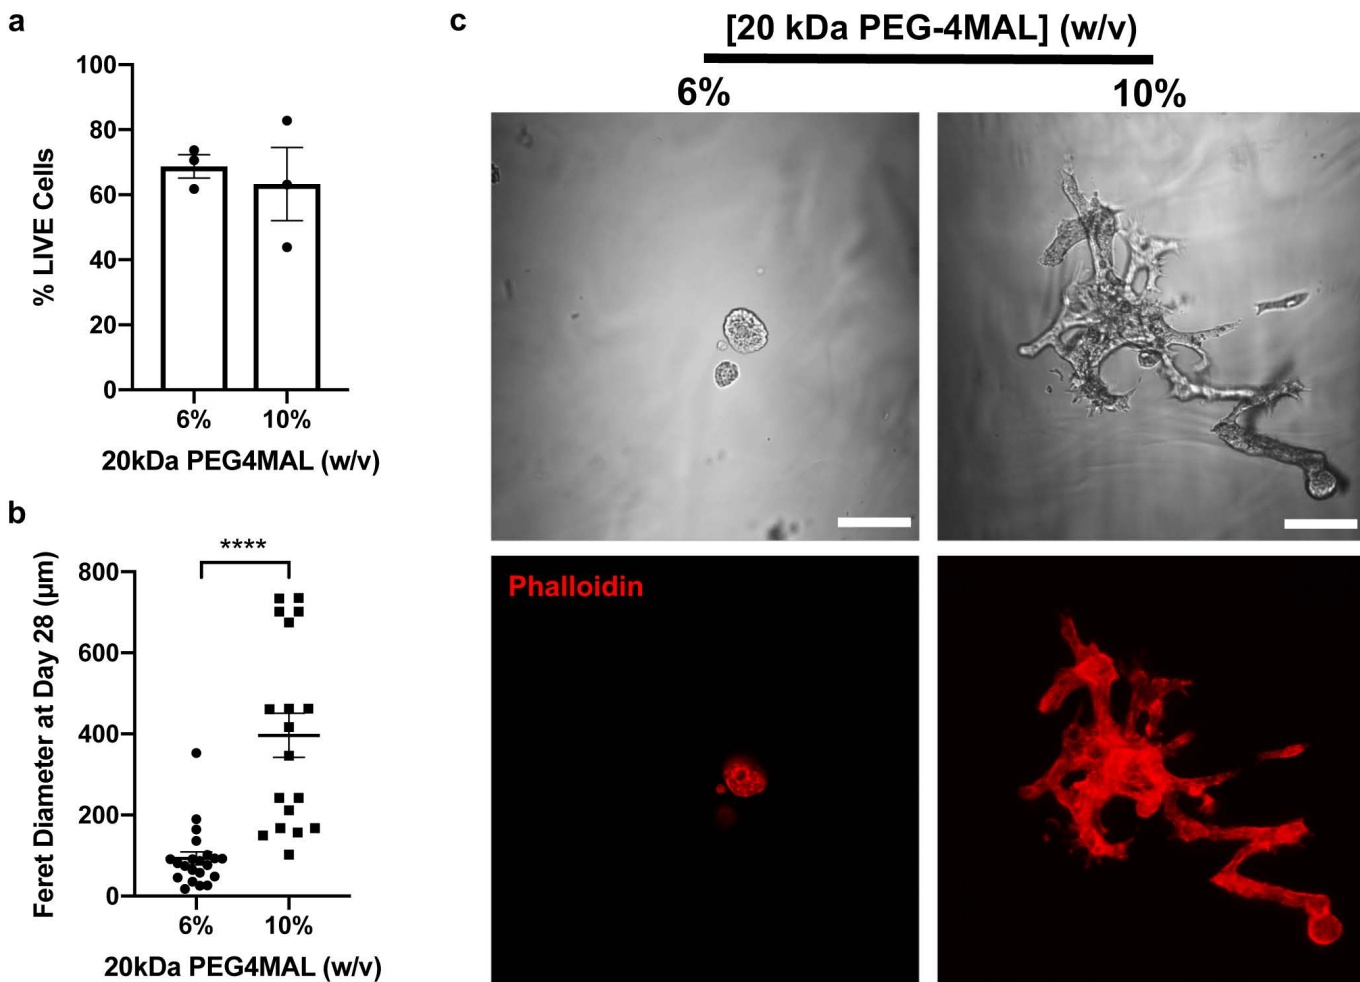 a
100
80
60
40
20
0
% LIVE Cells
6% 10%
20kDa PEG4MAL (w/v)
b
****
800
600
400
200
0
Feret Diameter at Day 28 (μm)
6% 10%
20kDa PEG4MAL (w/v)
c
[20 kDa PEG-4MAL] (w/v)
6% 10%
Phalloidin